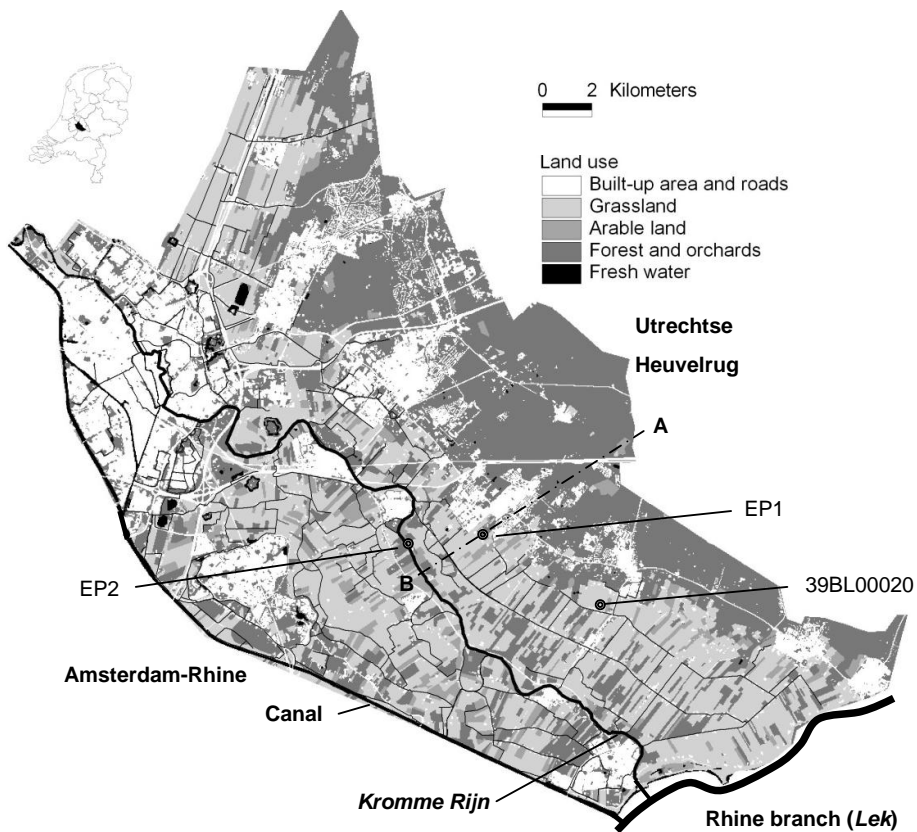 0 2 Kilometers
Land use
Built-up area and roads
Grassland
Arable land
Forest and orchards
Fresh water
Utrechtse
Heuvelrug
A
EP1
EP2
B
39BL00020
Amsterdam-Rhine
Canal
Kromme Rijn
Rhine branch (Lek)